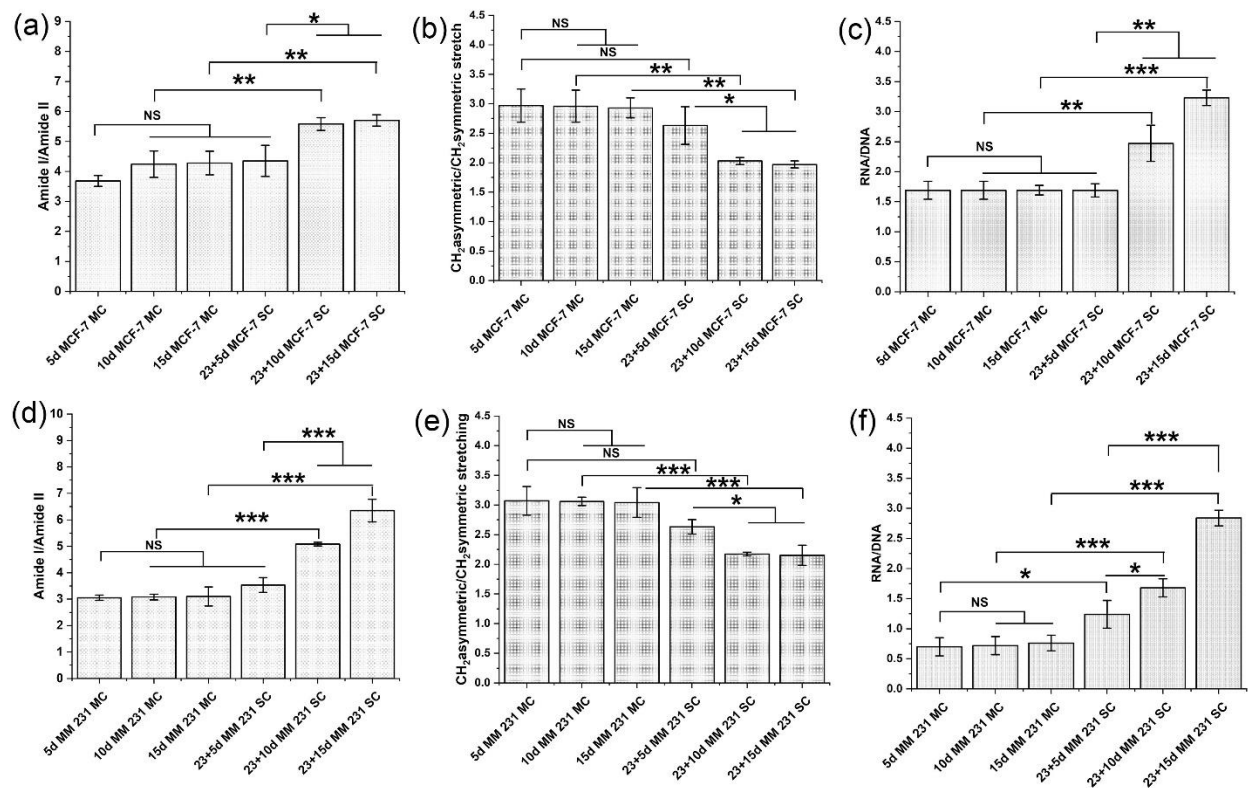 (a)
Amide I/Amide II
9
8
7
6
5
4
3
2
1
0
NS
**
**
*
5d MCF-7 MC
10d MCF-7 MC
15d MCF-7 MC
23+5d MCF-7 SC
23+10d MCF-7 SC
23+15d MCF-7 SC
(b)
CH₂asymmetric/CH₂symmetric stretch
4.5
4.0
3.5
3.0
2.5
2.0
1.5
1.0
0.5
0.0
NS
NS
**
**
*
5d MCF-7 MC
10d MCF-7 MC
15d MCF-7 MC
23+5d MCF-7 SC
23+10d MCF-7 SC
23+15d MCF-7 SC
(c)
RNA/DNA
4.5
4.0
3.5
3.0
2.5
2.0
1.5
1.0
0.5
0.0
**
***
**
NS
5d MCF-7 MC
10d MCF-7 MC
15d MCF-7 MC
23+5d MCF-7 SC
23+10d MCF-7 SC
23+15d MCF-7 SC
(d)
Amide I/Amide II
10
9
8
7
6
5
4
3
2
1
0
***
***
***
NS
5d MM 231 MC
10d MM 231 MC
15d MM 231 MC
23+5d MM 231 SC
23+10d MM 231 SC
23+15d MM 231 SC
(e)
CH₂asymmetric/CH₂symmetric stretching
4.5
4.0
3.5
3.0
2.5
2.0
1.5
1.0
0.5
0.0
NS
NS
***
***
*
5d MM 231 MC
10d MM 231 MC
15d MM 231 MC
23+5d MM 231 SC
23+10d MM 231 SC
23+15d MM 231 SC
(f)
RNA/DNA
4.5
4.0
3.5
3.0
2.5
2.0
1.5
1.0
0.5
0.0
***
***
***
*
*
NS
5d MM 231 MC
10d MM 231 MC
15d MM 231 MC
23+5d MM 231 SC
23+10d MM 231 SC
23+15d MM 231 SC